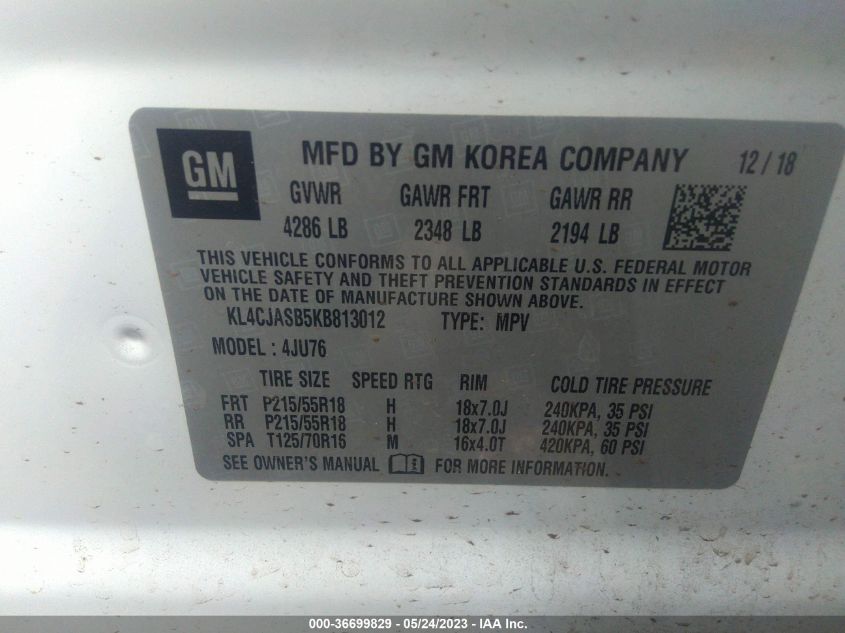 GM
MFD BY GM KOREA COMPANY 12/18
GVWR GAWR FRT GAWR RR
4286 LB 2348 LB 2194 LB
THIS VEHICLE CONFORMS TO ALL APPLICABLE U.S. FEDERAL MOTOR
VEHICLE SAFETY AND THEFT PREVENTION STANDARDS IN EFFECT
ON THE DATE OF MANUFACTURE SHOWN ABOVE.
KL4CJASB5KB813012 TYPE: MPV
MODEL : 4JU76
TIRE SIZE SPEED RTG RIM COLD TIRE PRESSURE
FRT P215/55R18 H 18x7.0J 240KPA, 35 PSI
RR P215/55R18 H 18x7.0J 240KPA, 35 PSI
SPA T125/70R16 M 16x4.0T 420KPA, 60 PSI
SEE OWNER'S MANUAL FOR MORE INFORMATION.
000-36699829 - 05/24/2023 - IAA Inc.